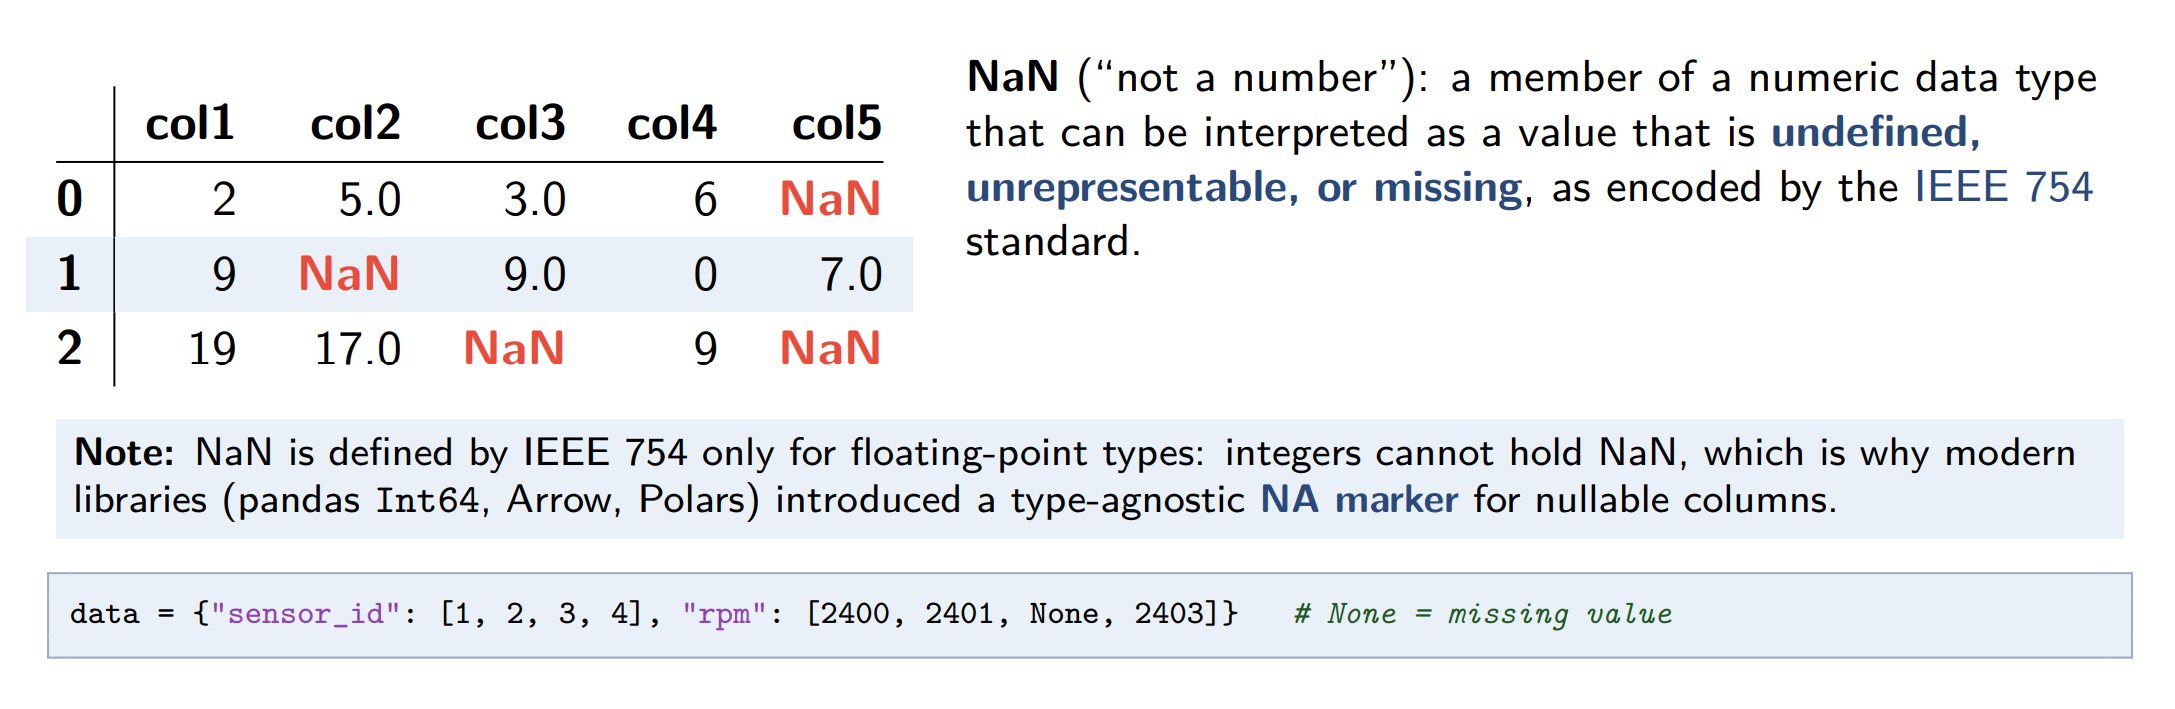 col1 col2 col3 col4 col5
0 2 5.0 3.0 6 NaN
1 9 NaN 9.0 0 7.0
2 19 17.0 NaN 9 NaN
NaN (“not a number”): a member of a numeric data type
that can be interpreted as a value that is undefined,
unrepresentable, or missing, as encoded by the IEEE 754
standard.
Note: NaN is defined by IEEE 754 only for floating-point types: integers cannot hold NaN, which is why modern
libraries (pandas Int64, Arrow, Polars) introduced a type-agnostic NA marker for nullable columns.
data = {"sensor_id": [1, 2, 3, 4], "rpm": [2400, 2401, None, 2403]} # None = missing value